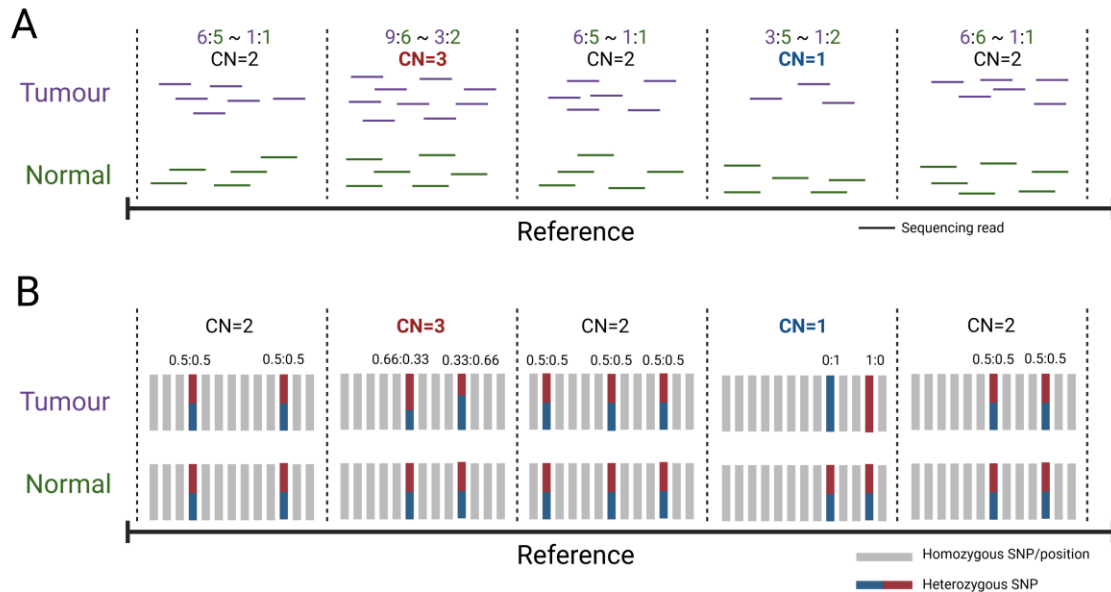 A
6:5 ~ 1:1 9:6 ~ 3:2 6:5 ~ 1:1 3:5 ~ 1:2 6:6 ~ 1:1
CN=2 CN=3 CN=2 CN=1 CN=2
Tumour
Normal
Reference
Sequencing read
B
CN=2 CN=3 CN=2 CN=1 CN=2
0.5:0.5 0.5:0.5 0.66:0.33 0.33:0.66 0.5:0.5 0.5:0.5 0.5:0.5 0:1 1:0 0.5:0.5 0.5:0.5
Tumour
Normal
Reference
Homozygous SNP/position
Heterozygous SNP